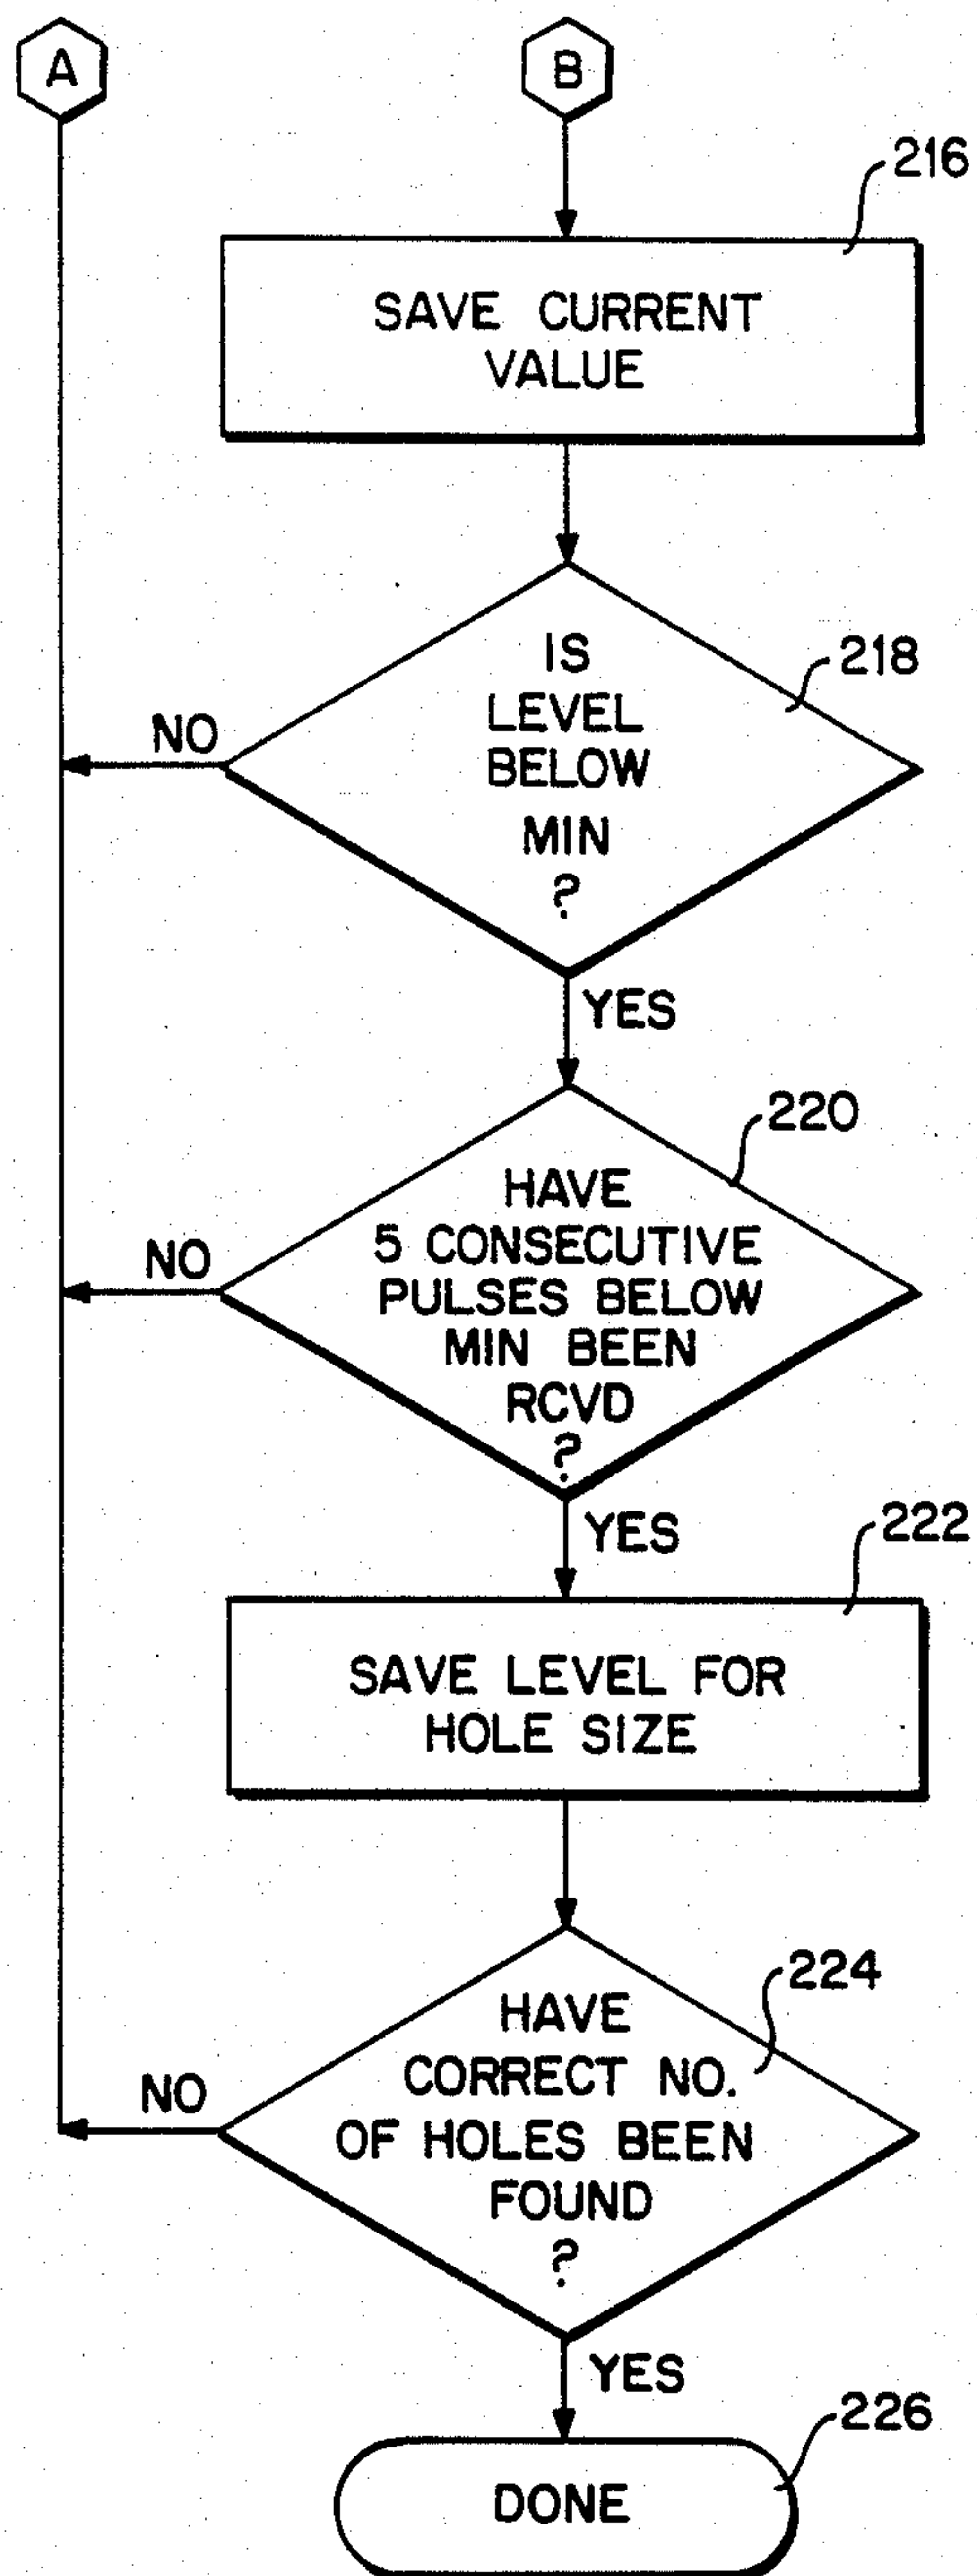 A
B
216
SAVE CURRENT
VALUE
IS
218
LEVEL
BELOW
NO
MIN
?
YES
220
HAVE
5 CONSECUTIVE
NO
PULSES BELOW
MIN BEEN
RCVD
?
YES
222
SAVE LEVEL FOR
HOLE SIZE
224
HAVE
CORRECT NO.
NO
OF HOLES BEEN
FOUND
?
YES
226
DONE